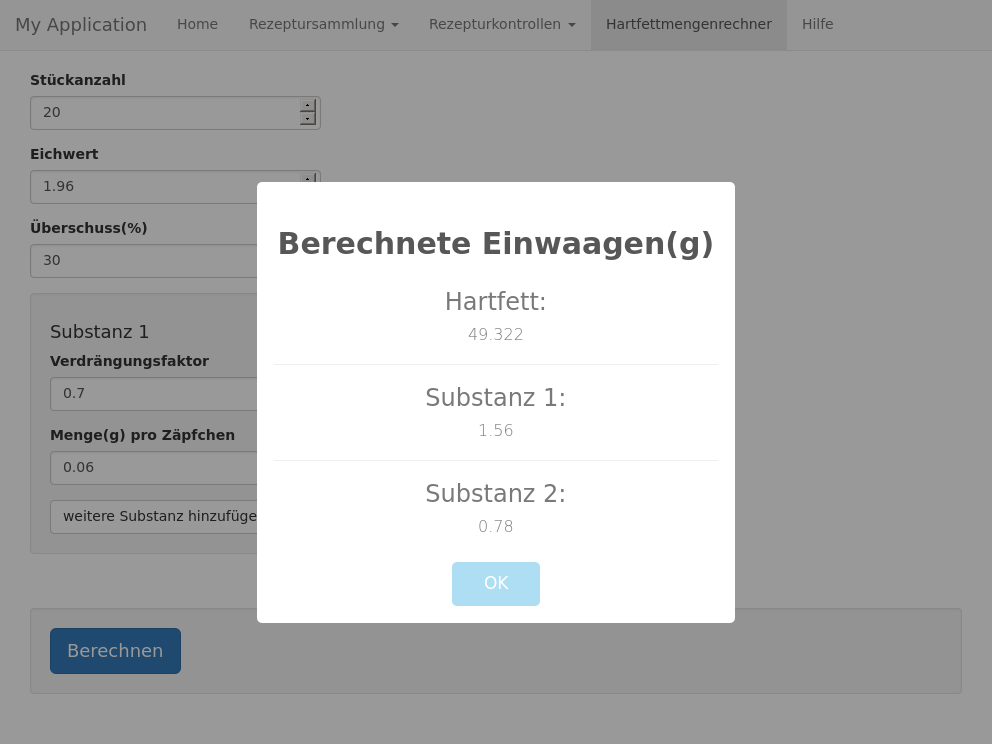 My Application Home Rezeptursammlung Rezepturkontrollen Hartfettmengenrechner Hilfe
Stückanzahl
20
Eichwert
1.96
Überschuss(%)
30
Substanz 1
Verdrängungsfaktor
0.7
Menge(g) pro Zäpfchen
0.06
weitere Substanz hinzufüge
Berechnen
Berechnete Einwaagen(g)
Hartfett:
49.322
Substanz 1:
1.56
Substanz 2:
0.78
OK